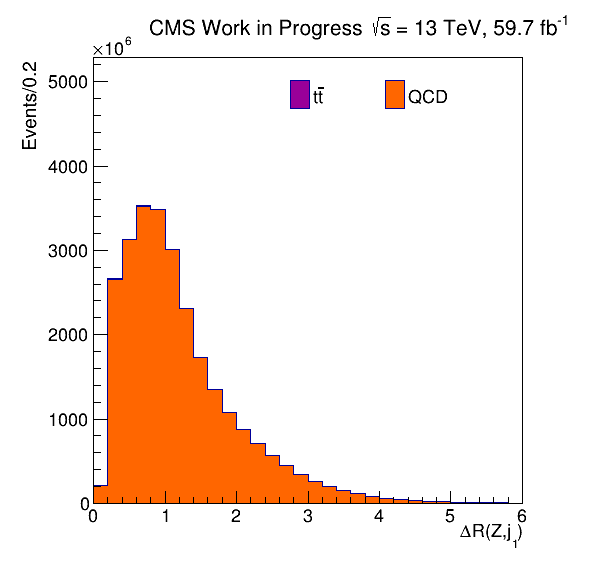 CMS Work in Progress √s = 13 TeV, 59.7 fb⁻¹
×10⁶
Events/0.2
tt̅
QCD
5000
4000
3000
2000
1000
0
0 1 2 3 4 5 6
ΔR(Z,j₁)